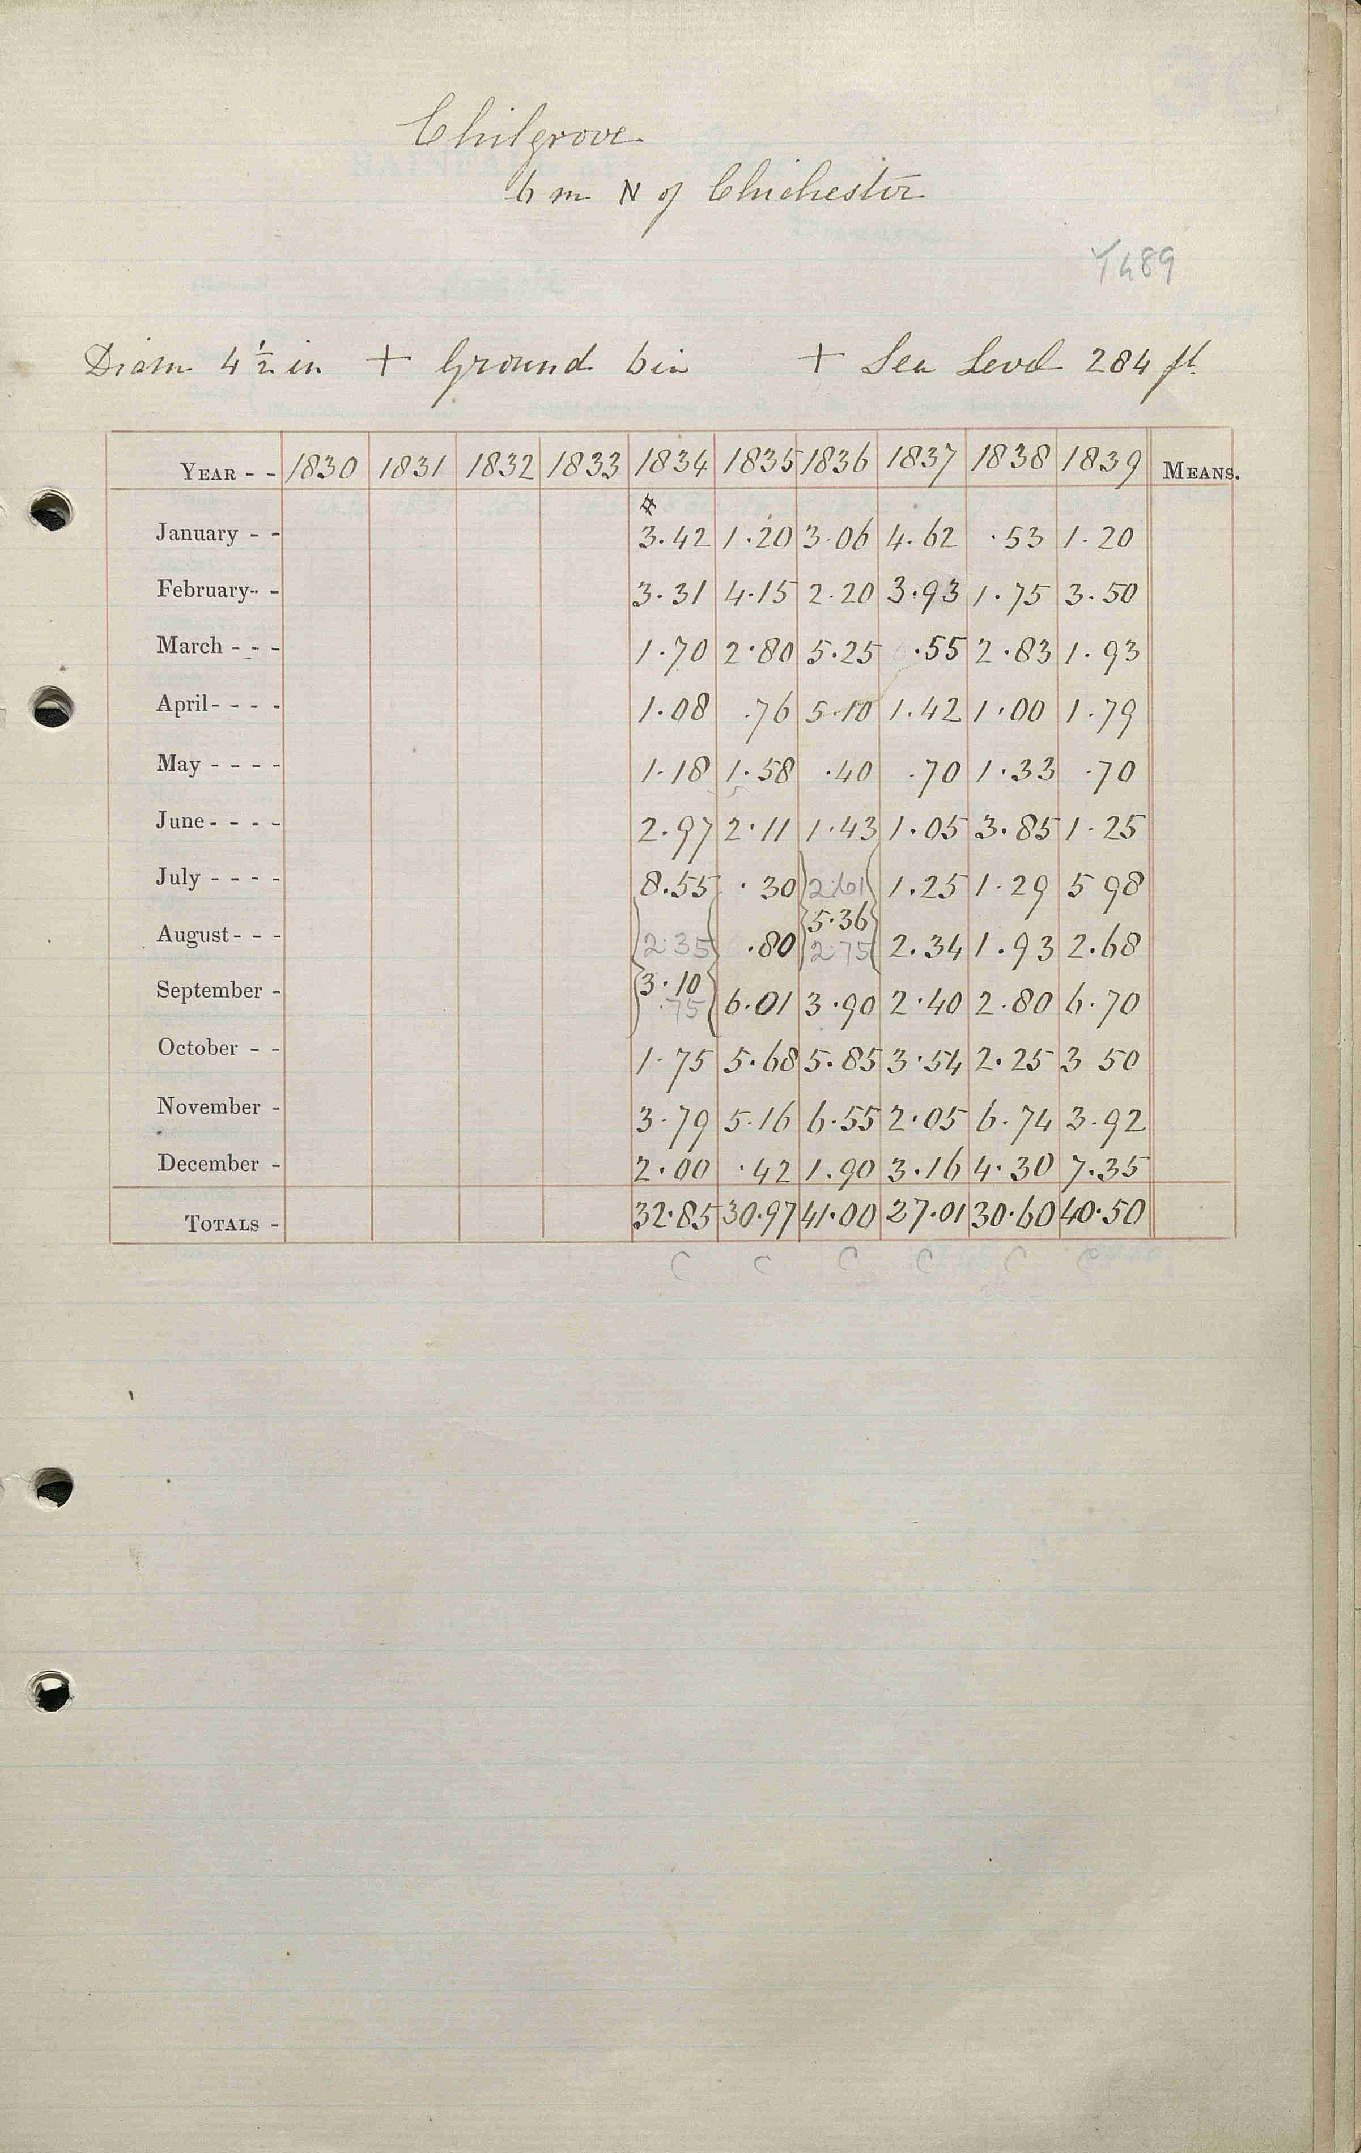 Chilgrove
6 m N of Chichester
Diam 4½ in + Ground 6 in + Sea Level 284 ft
YEAR - - 1830 1831 1832 1833 1834 1835 1836 1837 1838 1839 MEANS.
January - - 3.42 1.20 3.06 4.62 .53 1.20
February - - 3.31 4.15 2.20 3.93 1.75 3.50
March - - - 1.70 2.80 5.25 .55 2.83 1.93
April - - - - 1.08 .76 5.10 1.42 1.00 1.79
May - - - - 1.18 1.58 .40 .70 1.33 .70
June - - - - 2.97 2.11 1.43 1.05 3.85 1.25
July - - - - 8.55 .30 2.61 1.25 1.29 5 98
5.36
August - - - 2.35 .80 2.75 2.34 1.93 2.68
3.10
September - .75 6.01 3.90 2.40 2.80 6.70
October - - 1.75 5.68 5.85 3.54 2.25 3 50
November - 3.79 5.16 6.55 2.05 6.74 3.92
December - 2.00 .42 1.90 3.16 4.30 7.35
TOTALS - 32.85 30.97 41.00 27.01 30.60 40.50
C C C C C C